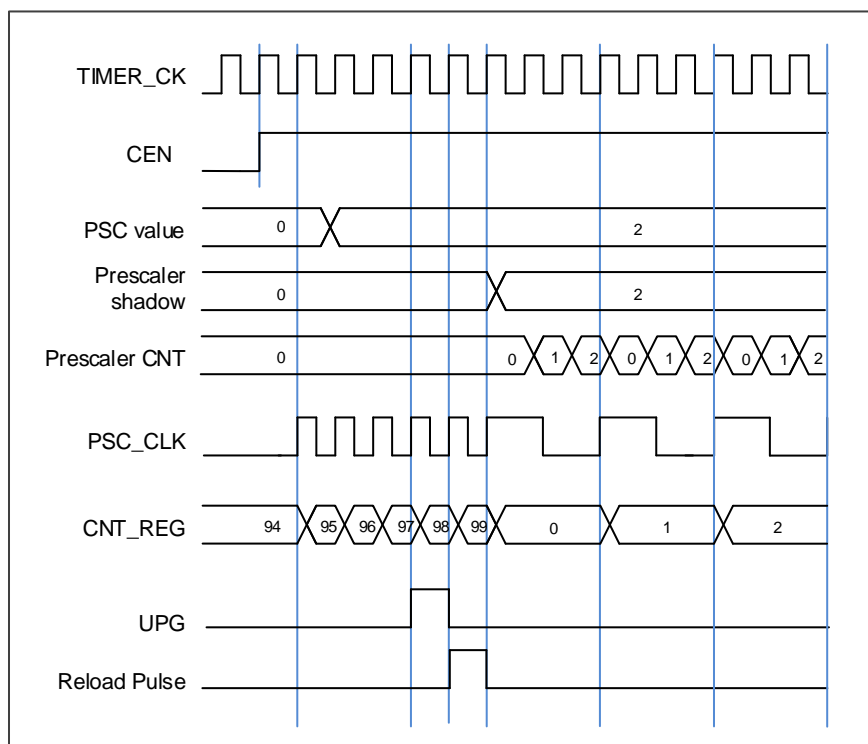 TIMER_CK
CEN
PSC value 0 2
Prescaler
shadow 0 2
Prescaler CNT 0 0 1 2 0 1 2 0 1 2
PSC_CLK
CNT_REG 94 95 96 97 98 99 0 1 2
UPG
Reload Pulse